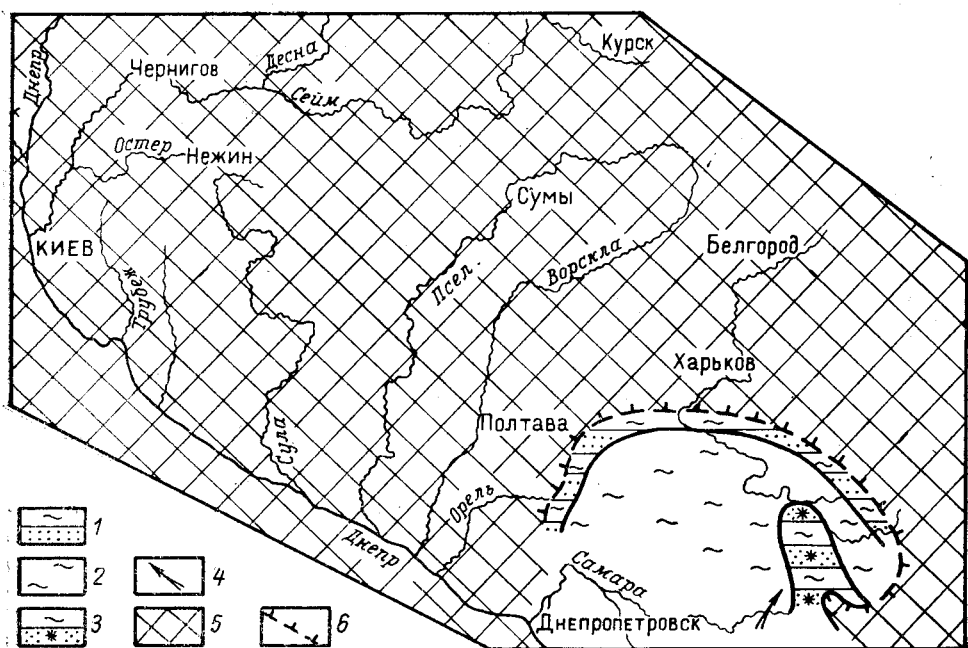 Курск
Днепр
Десна
Чернигов
Сейм
Остер
Нежин
Сумы
КИЕВ
Белгород
Ворскла
Псел
Трубеж
Харьков
Полтава
Сула
Орель
Днепр
Самара
Днепропетровск
1
2 4
3 5 6